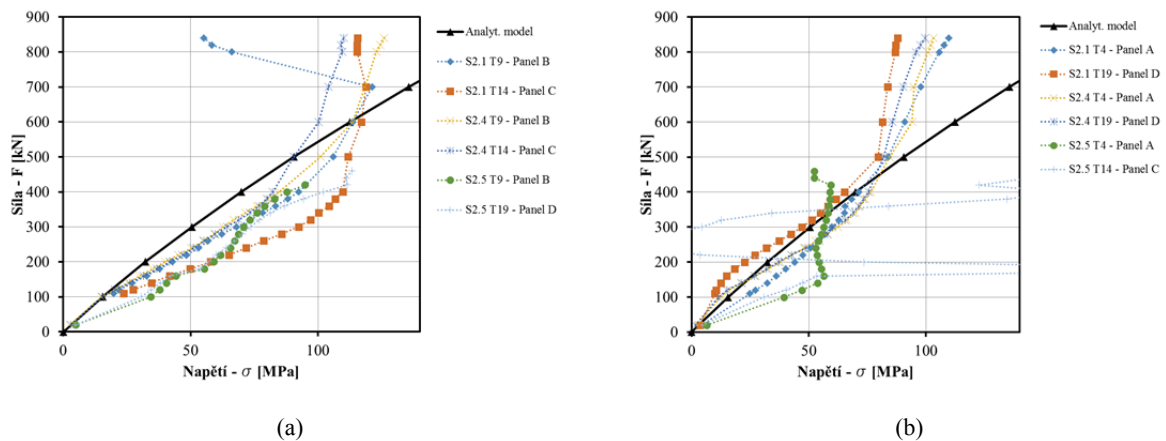 900
800
700
600
500
400
300
200
100
0
Síla - F [kN]
0
100
Napětí - σ [MPa]
Analyt. model
S2.1 T9 - Panel B
S2.1 T14 - Panel C
S2.4 T9 - Panel B
S2.4 T14 - Panel C
S2.5 T9 - Panel B
S2.5 T19 - Panel D
(a)
900
800
700
600
500
400
300
200
100
0
Síla - F [kN]
0
50
100
Napětí - σ [MPa]
Analyt. model
S2.1 T4 - Panel A
S2.1 T19 - Panel D
S2.4 T4 - Panel A
S2.4 T19 - Panel D
S2.5 T4 - Panel A
S2.5 T14 - Panel C
(b)